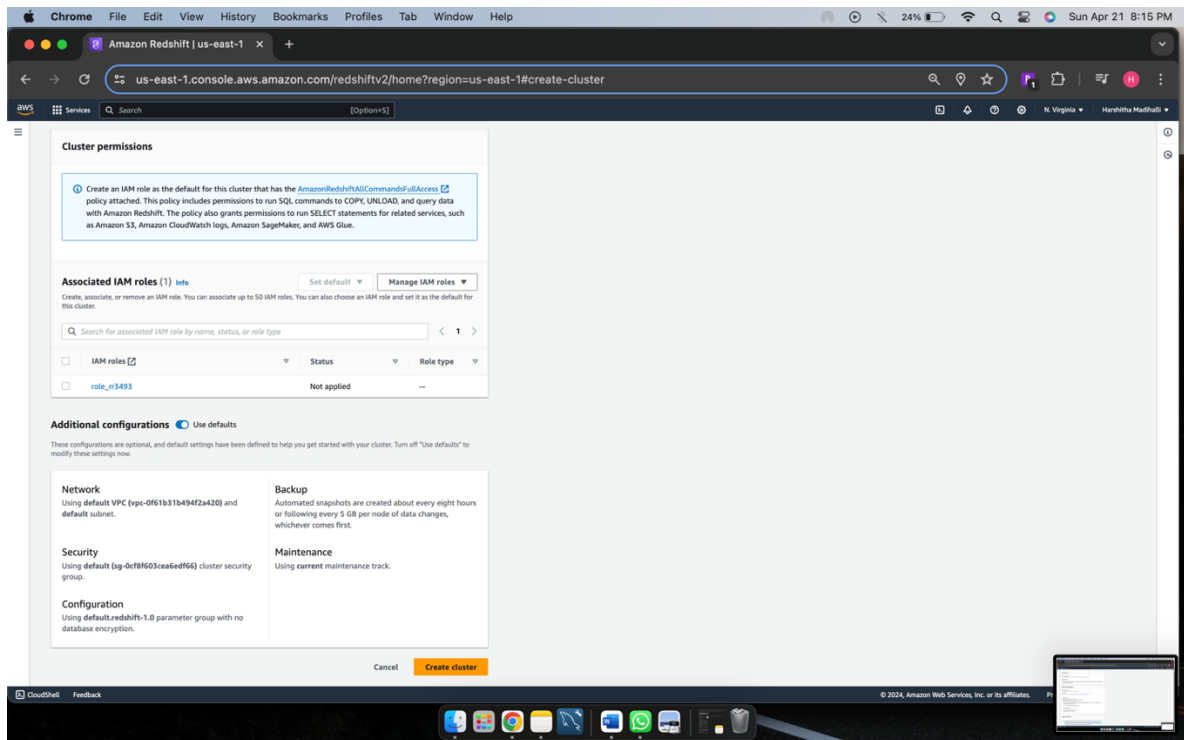 Chrome File Edit View History Bookmarks Profiles Tab Window Help 24% Sun Apr 21 8:15 PM
Amazon Redshift | us-east-1
us-east-1.console.aws.amazon.com/redshiftv2/home?region=us-east-1#create-cluster
aws Services Search [Option+S] N. Virginia Harshitha Madihalli
Cluster permissions
Create an IAM role as the default for this cluster that has the AmazonRedshiftAllCommandsFullAccess
policy attached. This policy includes permissions to run SQL commands to COPY, UNLOAD, and query data
with Amazon Redshift. The policy also grants permissions to run SELECT statements for related services, such
as Amazon S3, Amazon CloudWatch logs, Amazon SageMaker, and AWS Glue.
Associated IAM roles (1) Info Set default Manage IAM roles
Create, associate, or remove an IAM role. You can associate up to 50 IAM roles. You can also choose an IAM role and set it as the default for
this cluster.
Search for associated IAM role by name, status, or role type 1
IAM roles Status Role type
role_rr5493 Not applied --
Additional configurations Use defaults
These configurations are optional, and default settings have been defined to help you get started with your cluster. Turn off "Use defaults" to
modify these settings now.
Network
Using default VPC (vpc-0f61b31b494f2a420) and
default subnet.
Backup
Automated snapshots are created about every eight hours
or following every 5 GB per node of data changes,
whichever comes first.
Security
Using default (sg-0cf8f603cea6edf66) cluster security
group.
Maintenance
Using current maintenance track.
Configuration
Using default.redshift-1.0 parameter group with no
database encryption.
Cancel Create cluster
CloudShell Feedback © 2024, Amazon Web Services, Inc. or its affiliates.